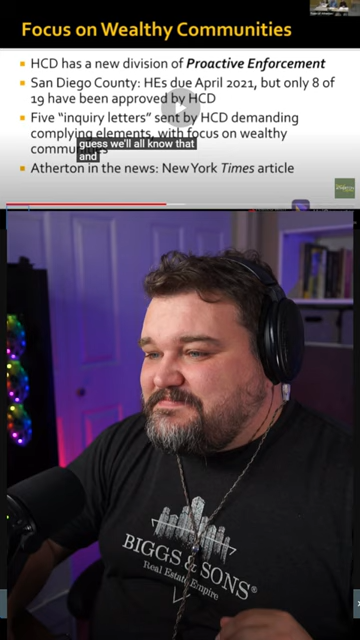 Focus on Wealthy Communities
HCD has a new division of Proactive Enforcement
San Diego County: HEs due April 2021, but only 8 of
19 have been approved by HCD
Five "inquiry letters" sent by HCD demanding
complying elements, with focus on wealthy
guess we'll all know that
and
Atherton in the news: New York Times article
BIGGS & SONS®
Real Estate Empire